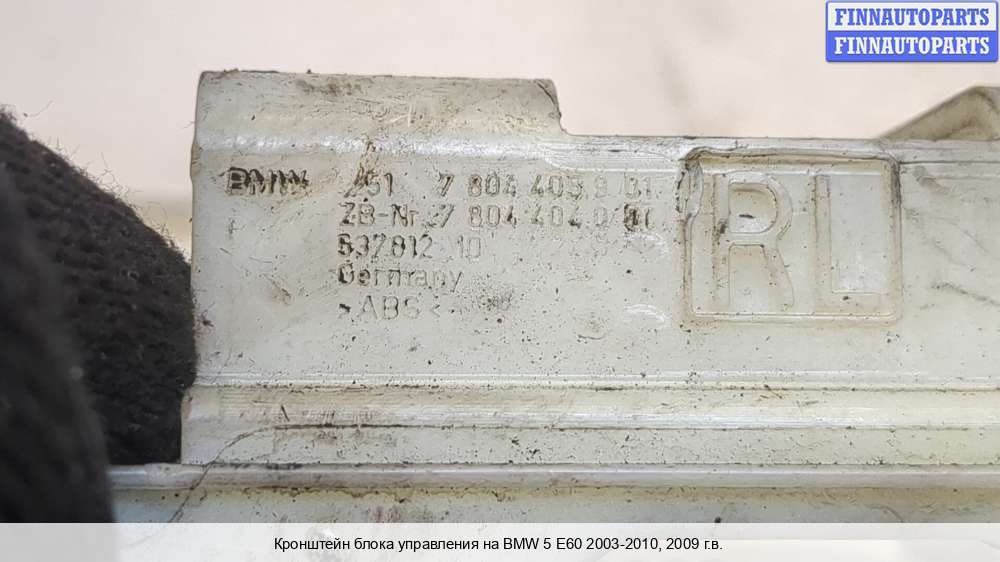 FINNAUTOPARTS
FINNAUTOPARTS
BMW /51 7 804 405.9 01
ZB-Nr. 7 804 404.0 01
637812 10
Germany
>ABS<
RL
Кронштейн блока управления на BMW 5 E60 2003-2010, 2009 г.в.